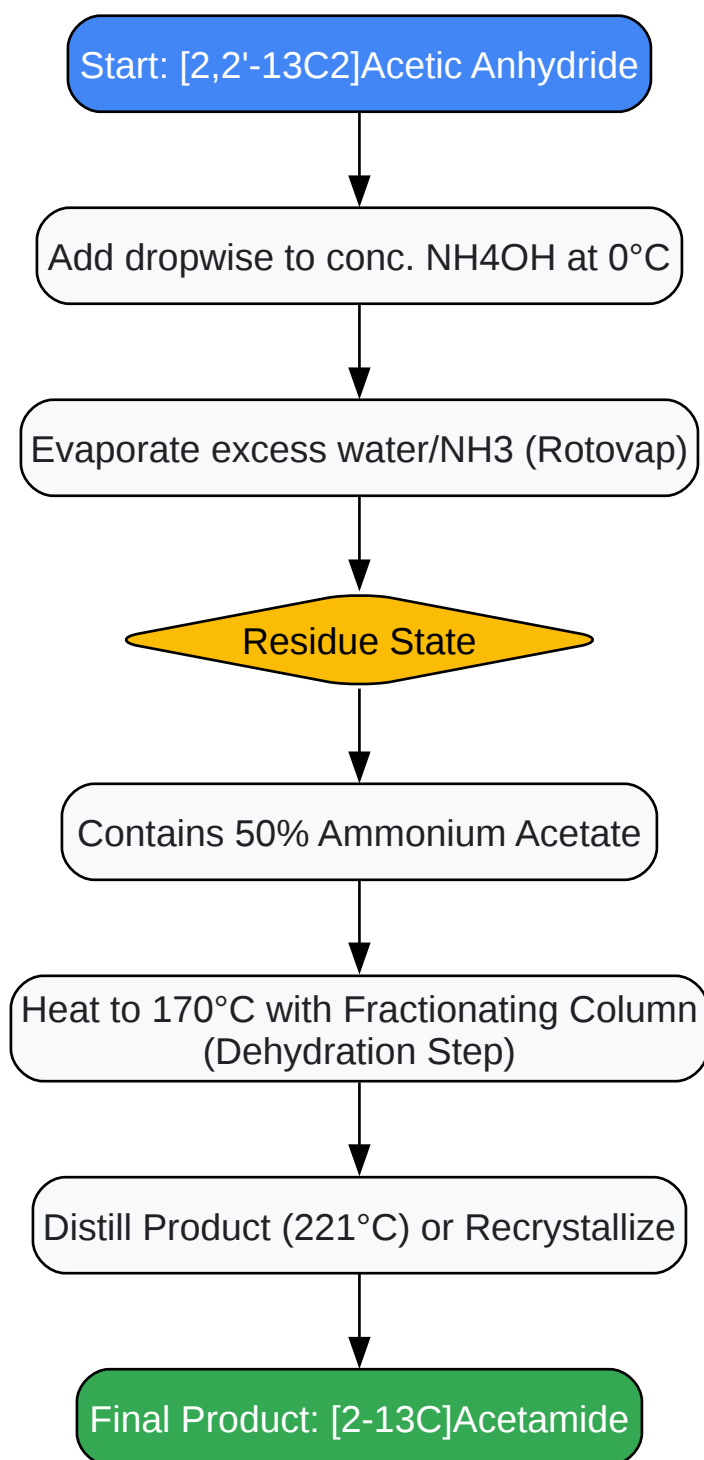 Start: [2,2'-13C2]Acetic Anhydride
Add dropwise to conc. NH4OH at 0°C
Evaporate excess water/NH3 (Rotovap)
Residue State
Contains 50% Ammonium Acetate
Heat to 170°C with Fractionating Column
(Dehydration Step)
Distill Product (221°C) or Recrystallize
Final Product: [2-13C]Acetamide